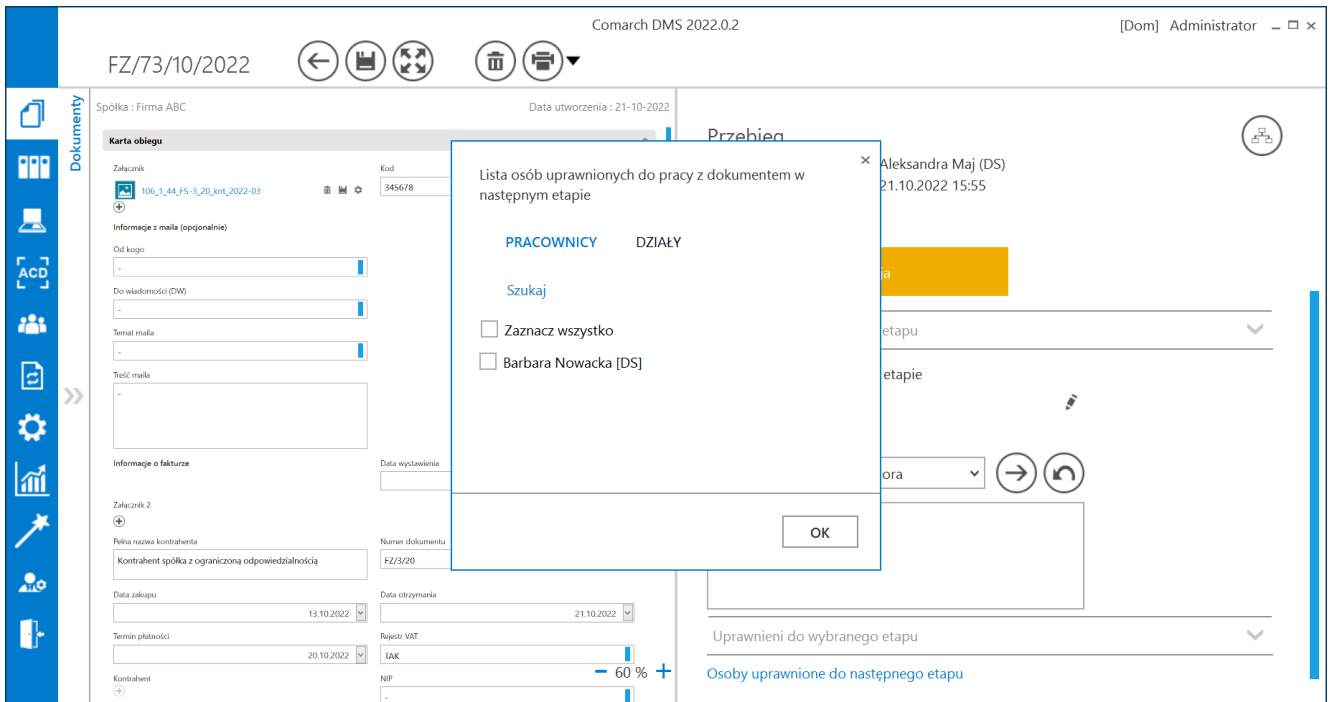 Comarch DMS 2022.0.2
[Dom] Administrator
FZ/73/10/2022
Dokumenty
ACD
Spółka : Firma ABC
Data utworzenia : 21-10-2022
Karta obiegu
Załącznik
Kod
106_1_44_FS-3_20_knt_2022-03
345678
Informacje z maila (opcjonalnie)
Od kogo
-
Do wiadomości (DW)
-
Temat maila
-
Treść maila
-
Informacje o fakturze
Data wystawienia
Załącznik 2
Pełna nazwa kontrahenta
Numer dokumentu
Kontrahent spółka z ograniczoną odpowiedzialnością
FZ/3/20
Data zakupu
Data otrzymania
13.10.2022
21.10.2022
Termin płatności
Rejestr VAT
20.10.2022
TAK
Kontrahent
NIP
-
60 %
Lista osób uprawnionych do pracy z dokumentem w
następnym etapie
PRACOWNICY DZIAŁY
Szukaj
Zaznacz wszystko
Barbara Nowacka [DS]
OK
Przebieg
Aleksandra Maj (DS)
21.10.2022 15:55
ia
etapu
etapie
ora
Uprawnieni do wybranego etapu
Osoby uprawnione do następnego etapu